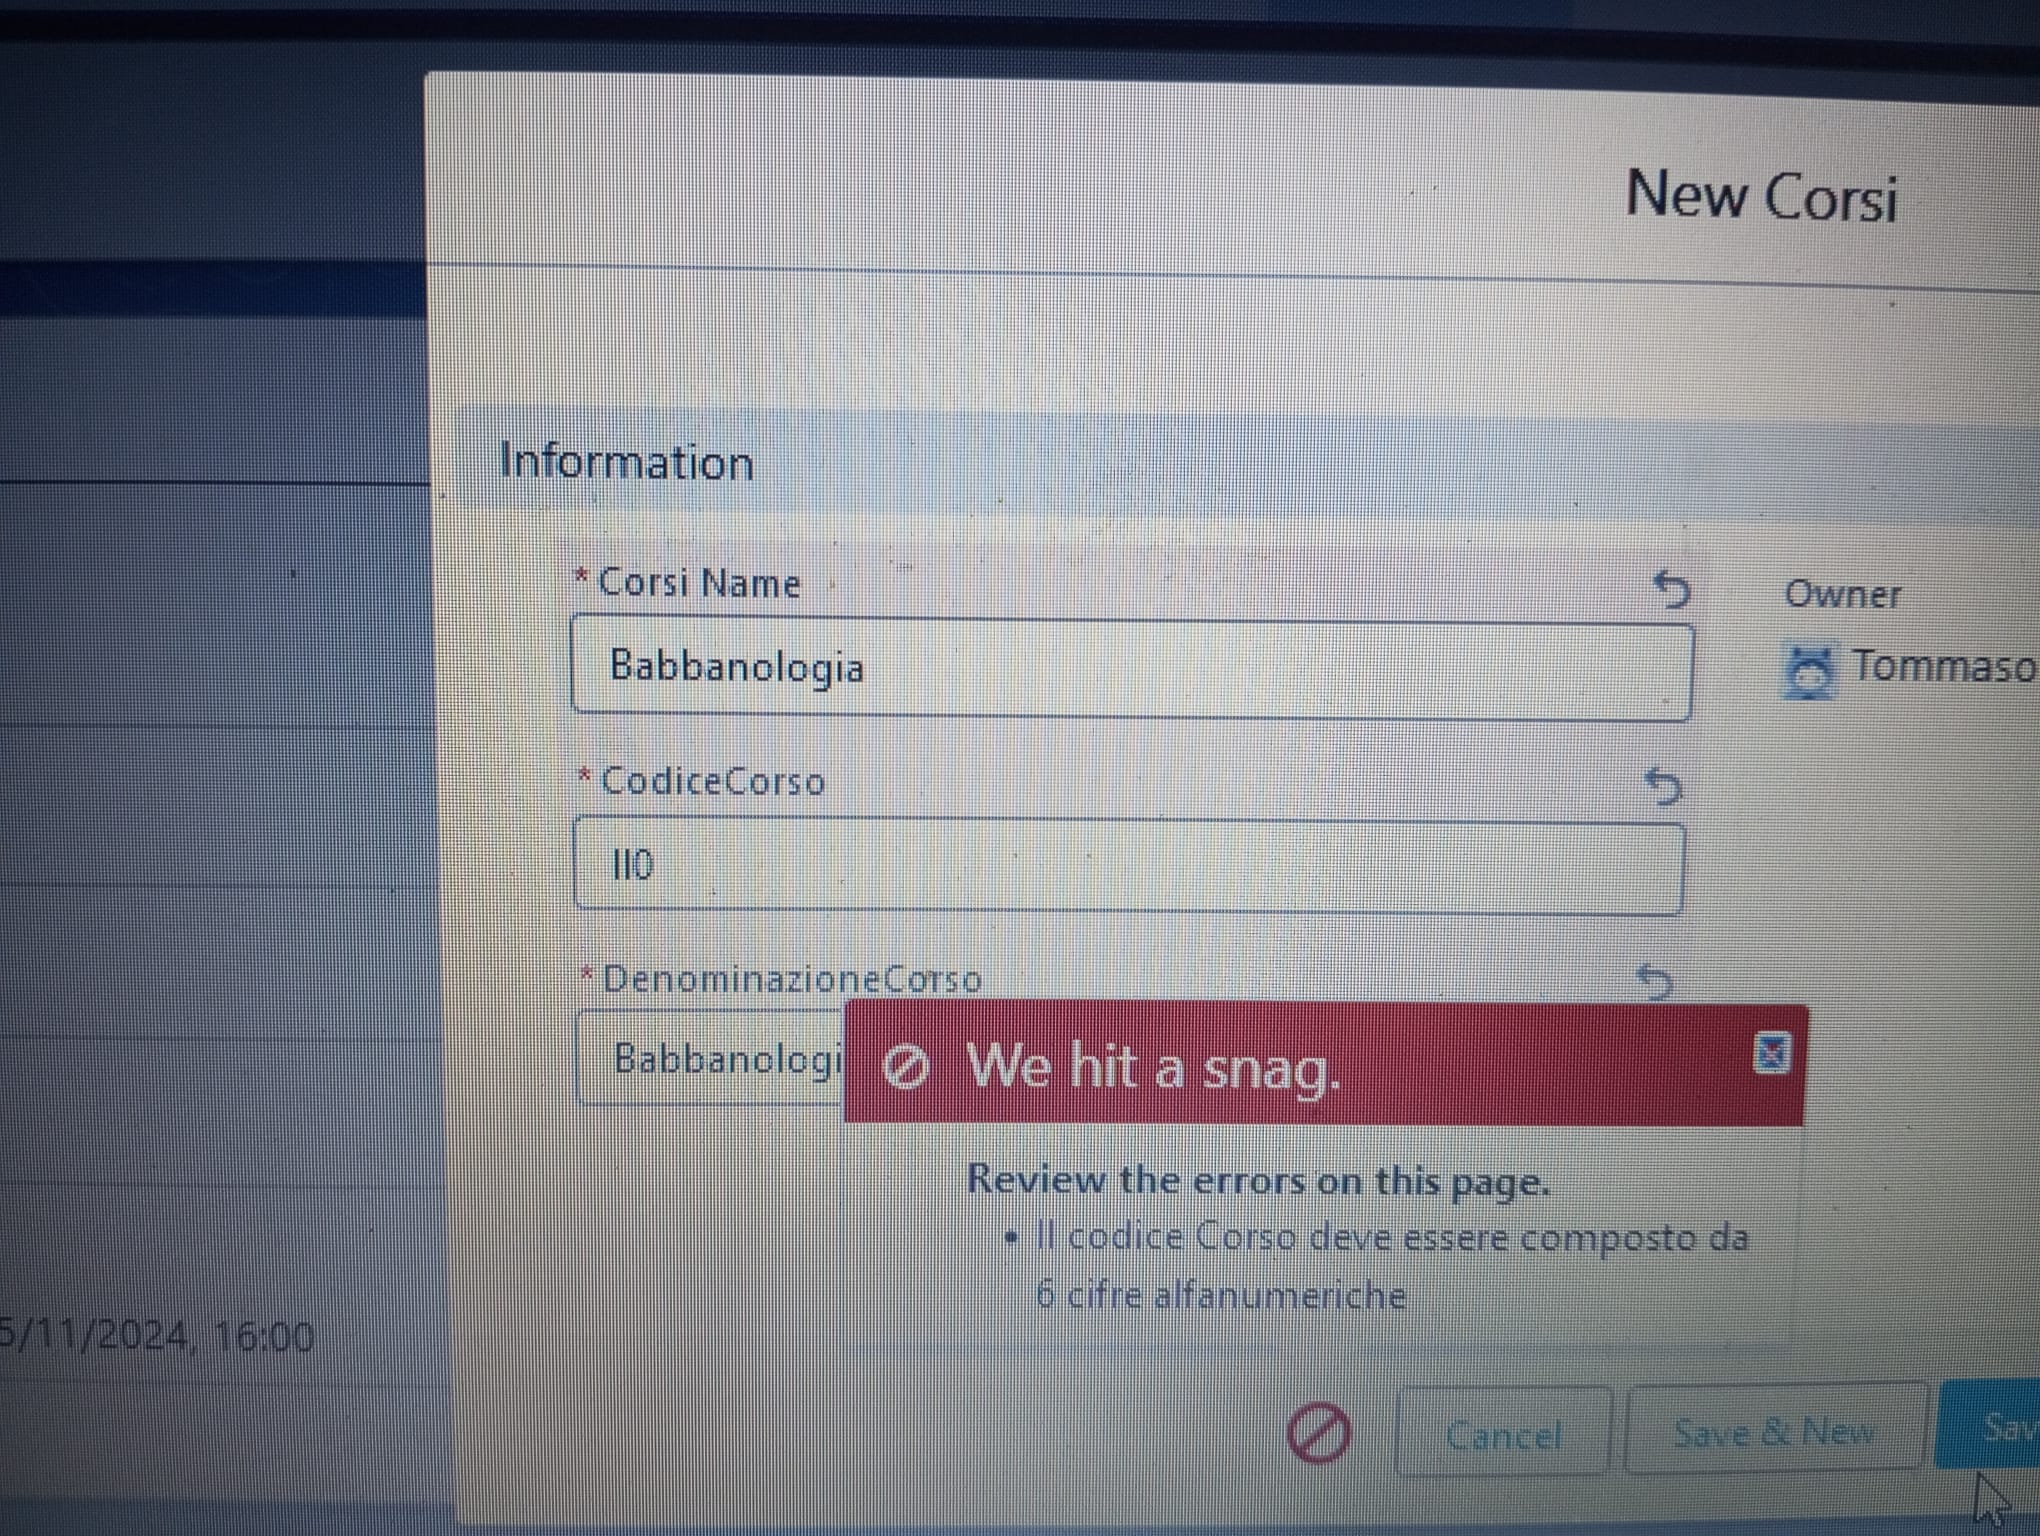 New Corsi
Information
* Corsi Name
Babbanologia
Owner
Tommaso
* CodiceCorso
II0
* DenominazioneCorso
Babbanologi
We hit a snag.
Review the errors on this page.
• Il codice Corso deve essere composto da
6 cifre alfanumeriche
5/11/2024, 16:00
Cancel
Save & New
Sav